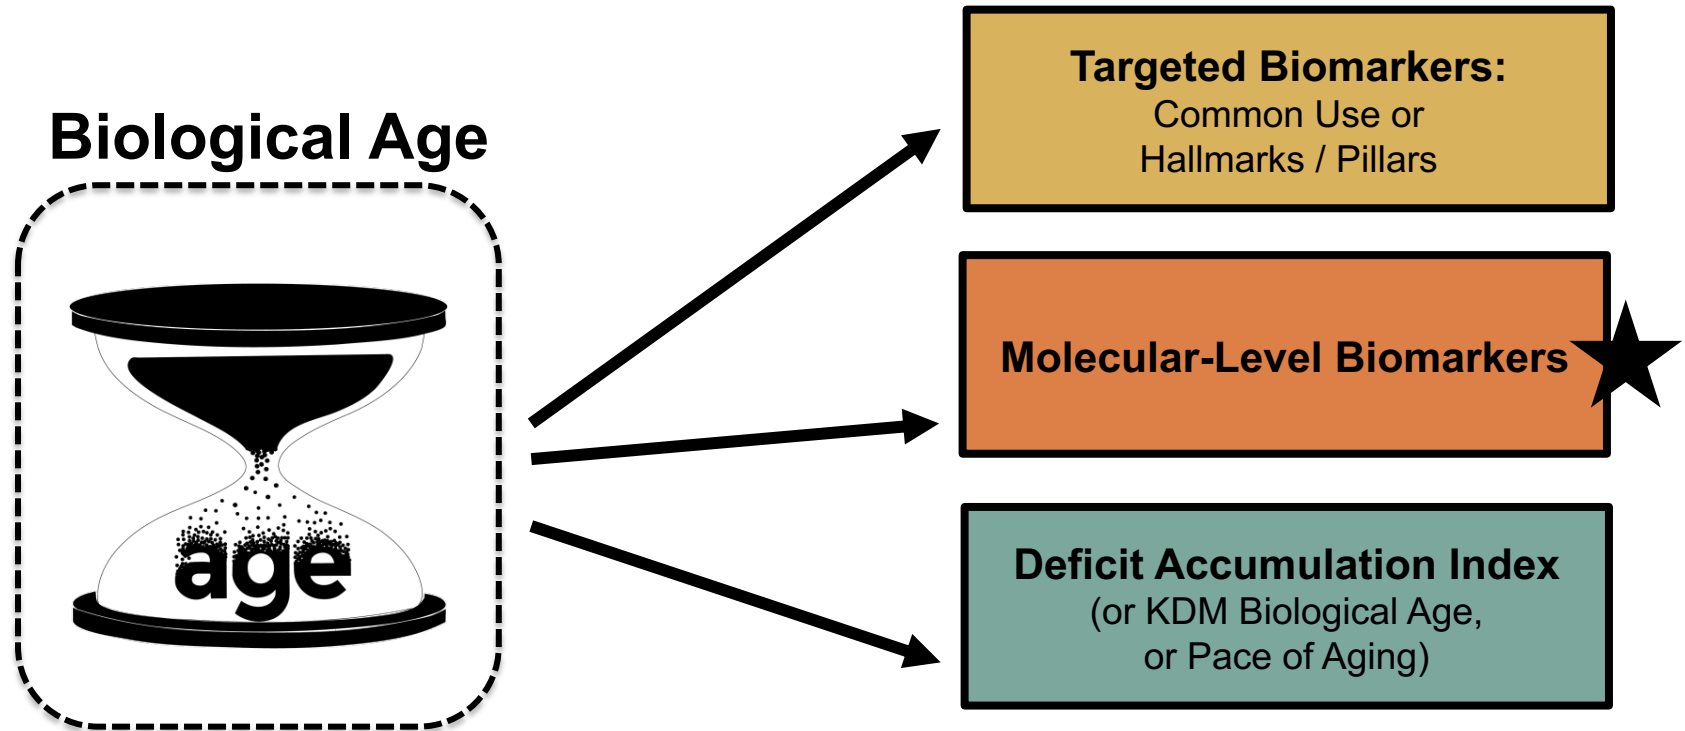 Biological Age
age
Targeted Biomarkers:
Common Use or
Hallmarks / Pillars
Molecular-Level Biomarkers
Deficit Accumulation Index
(or KDM Biological Age,
or Pace of Aging)